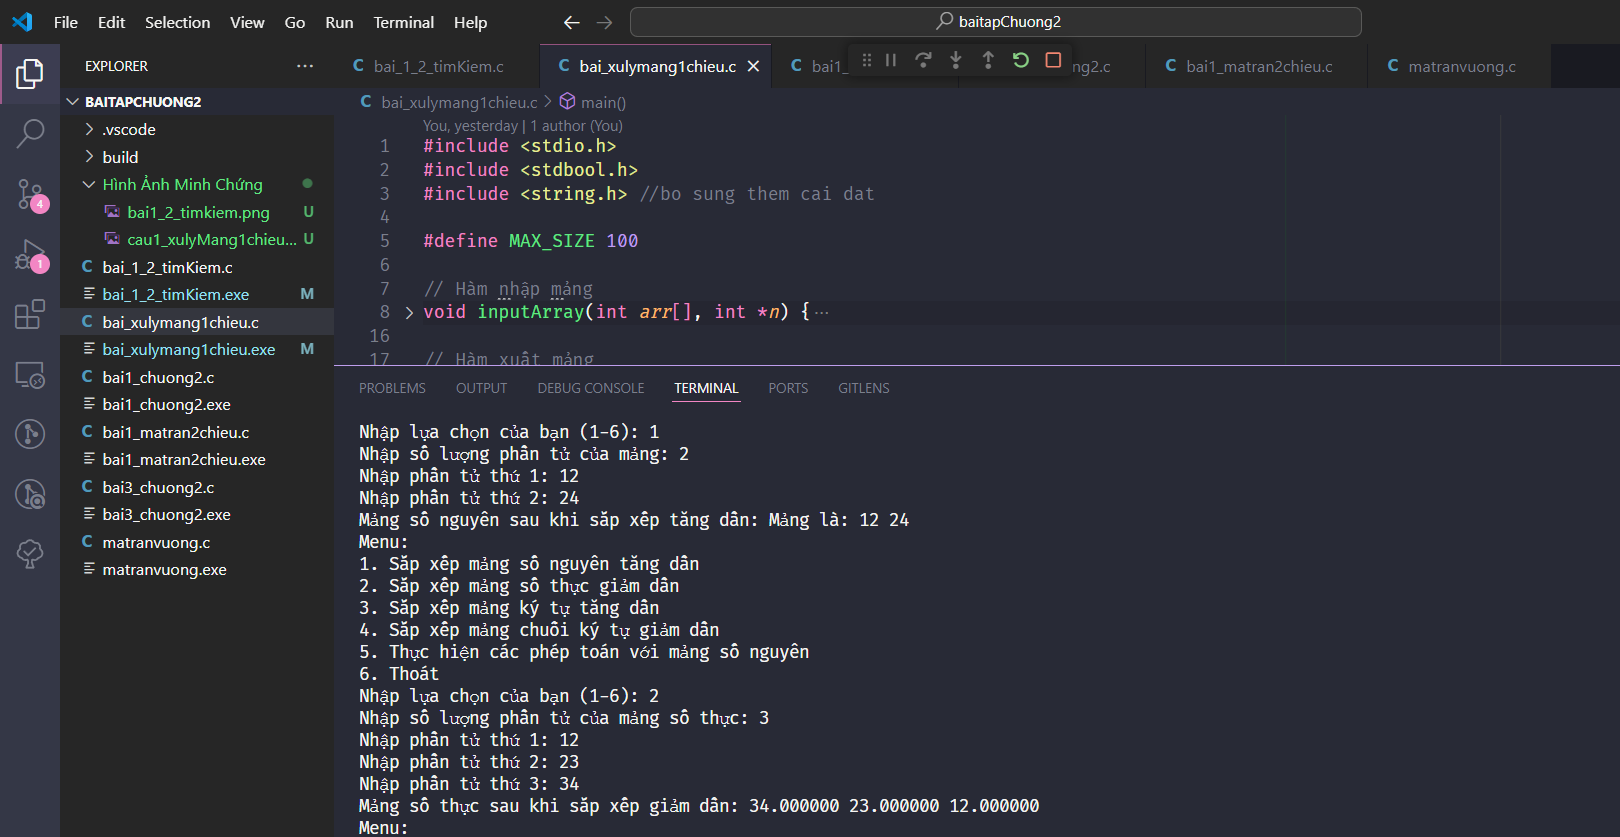 File Edit Selection View Go Run Terminal Help
baitapChuong2
EXPLORER
bai_1_2_timKiem.c
bai_xulymang1chieu.c
bai1_
ng2.c
bai1_matran2chieu.c
matranvuong.c
BAITAPCHUONG2
.vscode
build
Hình Ảnh Minh Chứng
bai1_2_timkiem.png U
cau1_xulyMang1chieu... U
bai_1_2_timKiem.c
bai_1_2_timKiem.exe M
bai_xulymang1chieu.c
bai_xulymang1chieu.exe M
bai1_chuong2.c
bai1_chuong2.exe
bai1_matran2chieu.c
bai1_matran2chieu.exe
bai3_chuong2.c
bai3_chuong2.exe
matranvuong.c
matranvuong.exe
4
1
bai_xulymang1chieu.c > main()
You, yesterday | 1 author (You)
1 #include <stdio.h>
2 #include <stdbool.h>
3 #include <string.h> //bo sung them cai dat
4
5 #define MAX_SIZE 100
6
7 // Hàm nhập mảng
8 void inputArray(int arr[], int *n) {...
16
17 // Hàm xuất mảng
PROBLEMS OUTPUT DEBUG CONSOLE TERMINAL PORTS GITLENS
Nhập lựa chọn của bạn (1-6): 1
Nhập số lượng phần tử của mảng: 2
Nhập phần tử thứ 1: 12
Nhập phần tử thứ 2: 24
Mảng số nguyên sau khi sắp xếp tăng dần: Mảng là: 12 24
Menu:
1. Sắp xếp mảng số nguyên tăng dần
2. Sắp xếp mảng số thực giảm dần
3. Sắp xếp mảng ký tự tăng dần
4. Sắp xếp mảng chuỗi ký tự giảm dần
5. Thực hiện các phép toán với mảng số nguyên
6. Thoát
Nhập lựa chọn của bạn (1-6): 2
Nhập số lượng phần tử của mảng số thực: 3
Nhập phần tử thứ 1: 12
Nhập phần tử thứ 2: 23
Nhập phần tử thứ 3: 34
Mảng số thực sau khi sắp xếp giảm dần: 34.000000 23.000000 12.000000
Menu: